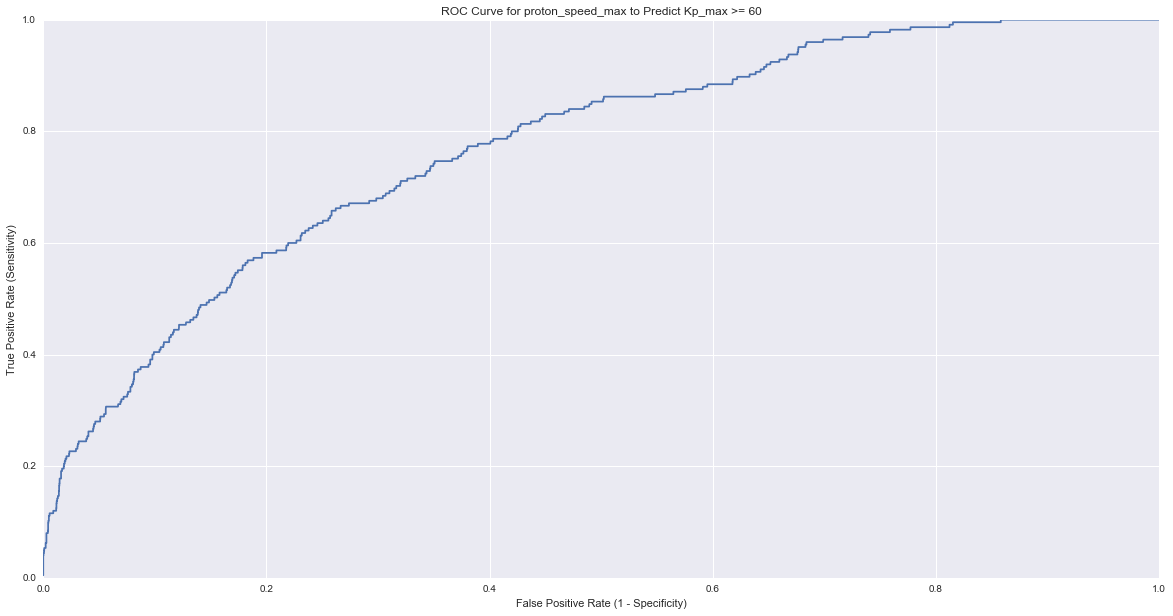 ROC Curve for proton_speed_max to Predict Kp_max >= 60
True Positive Rate (Sensitivity)
1.0
0.8
0.6
0.4
0.2
0.0
0.0 0.2 0.4 0.6 0.8 1.0
False Positive Rate (1 - Specificity)